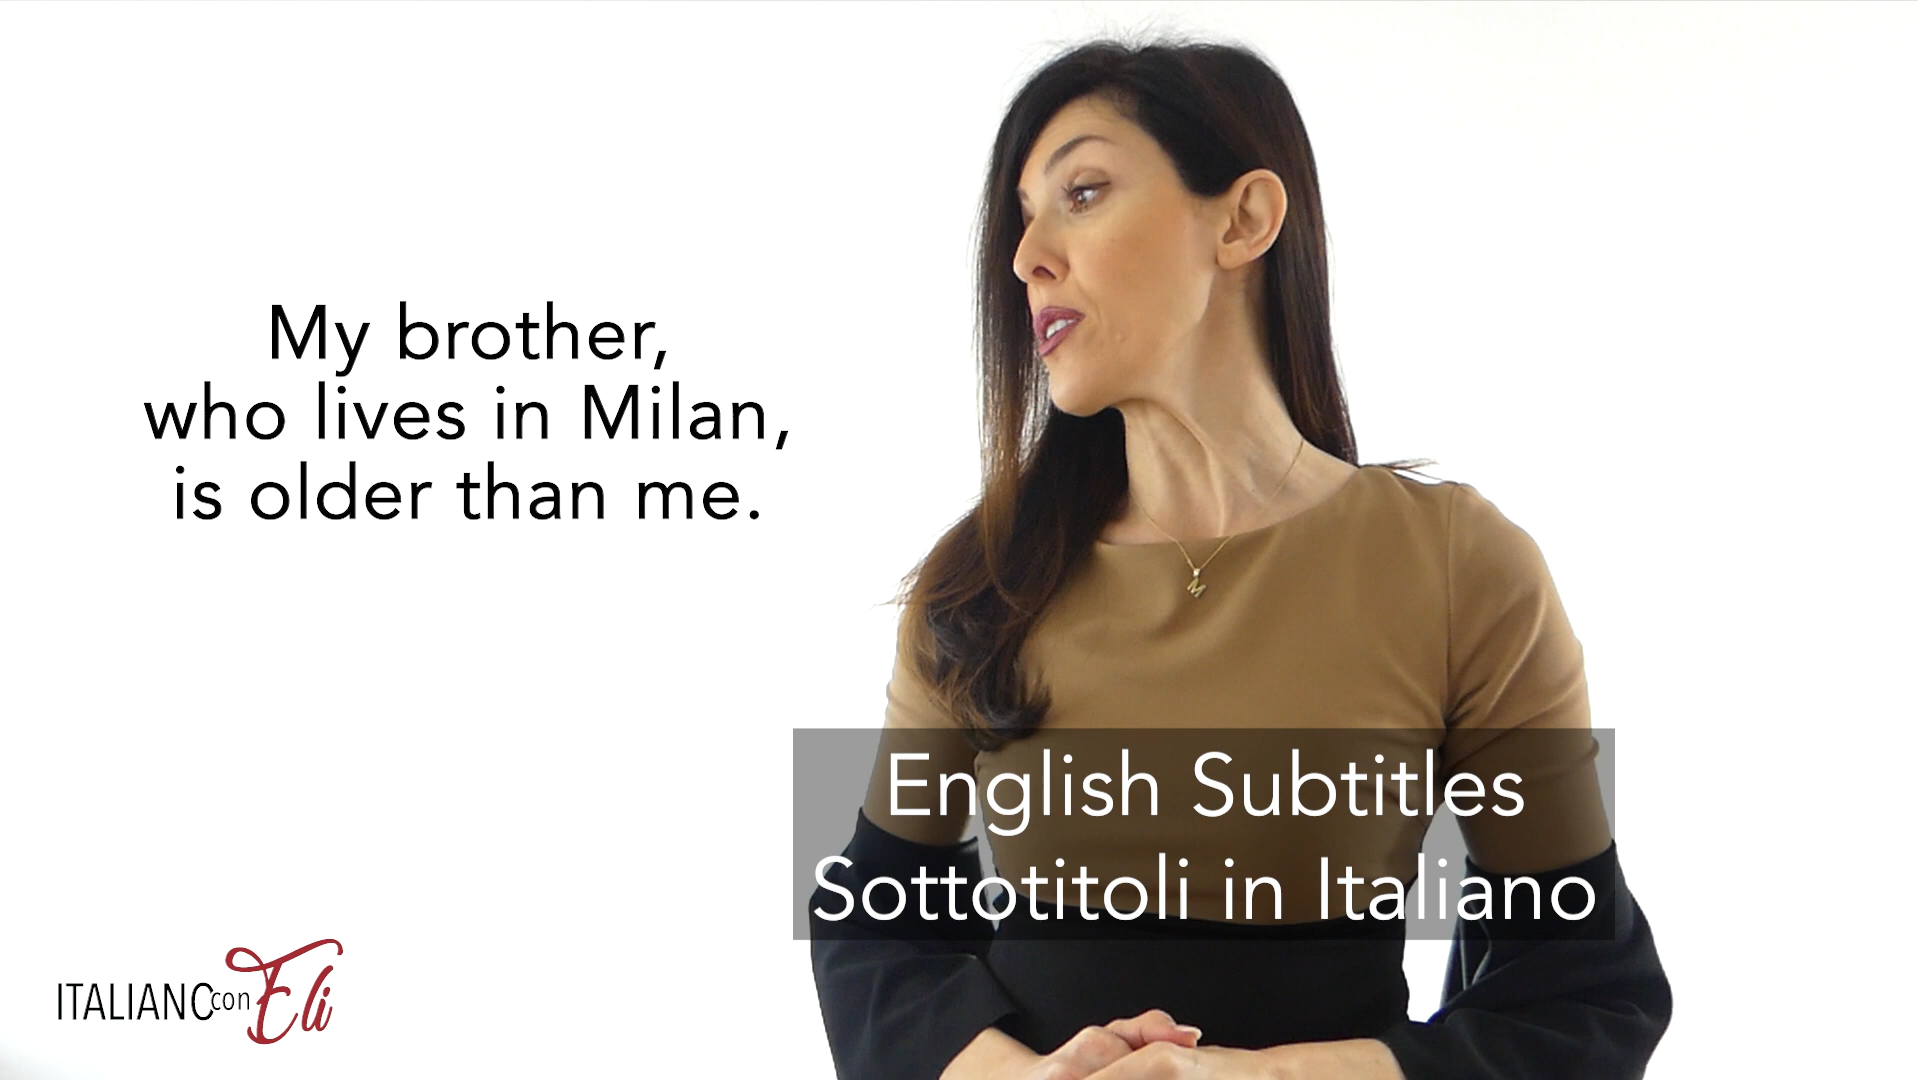 My brother,
who lives in Milan,
is older than me.
English Subtitles
Sottotitoli in Italiano
ITALIANO con Eli
M